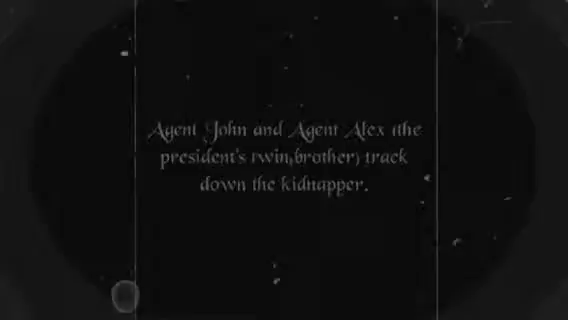 Agent John and Agent Alex (the
president's twin brother) track
down the kidnapper.